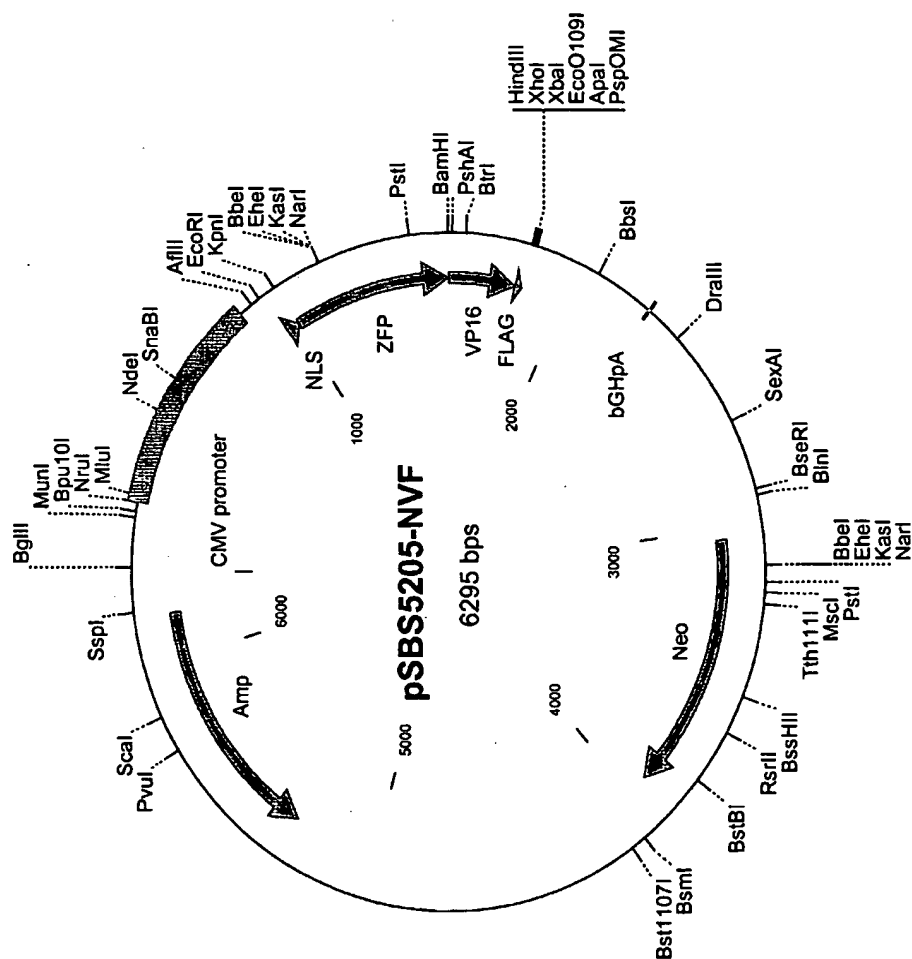 BglII
MunI
Bpu10I
NruI
MluI
NdeI
SnaBI
AflII
EcoRI
KpnI
BbeI
EheI
KasI
NarI
PstI
BamHI
PshAI
BtrI
HindIII
XhoI
XbaI
EcoO109I
ApaI
PspOMI
BbsI
DraIII
SexAI
BseRI
BlnI
BbeI
EheI
KasI
NarI
PstI
MscI
Tth111I
BssHII
RsrII
BstBI
BsmI
Bst1107I
PvuI
ScaI
SspI
CMV promoter
NLS
ZFP
VP16
FLAG
bGHpA
Neo
Amp
1000
2000
3000
4000
5000
6000
pSBS5205-NVF
6295 bps